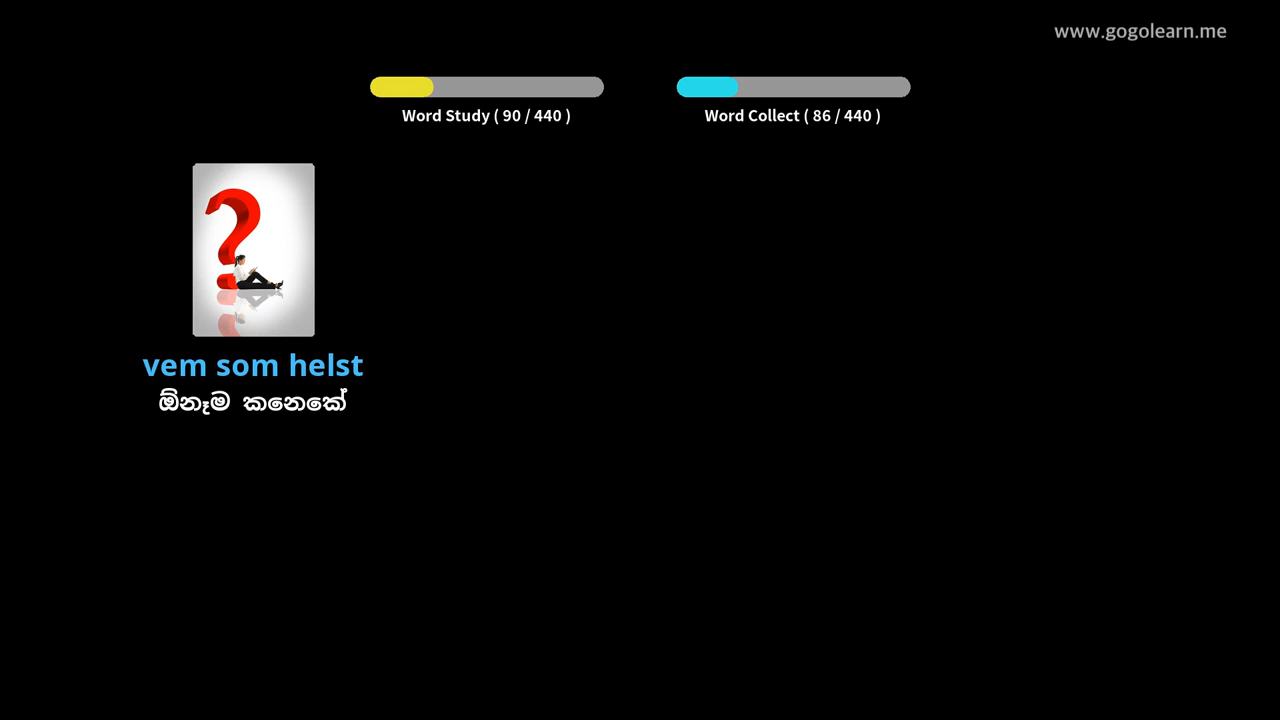 www.gogolearn.me
Word Study ( 90 / 440 )
Word Collect ( 86 / 440 )
vem som helst
ඕනෑම කනෙකේ